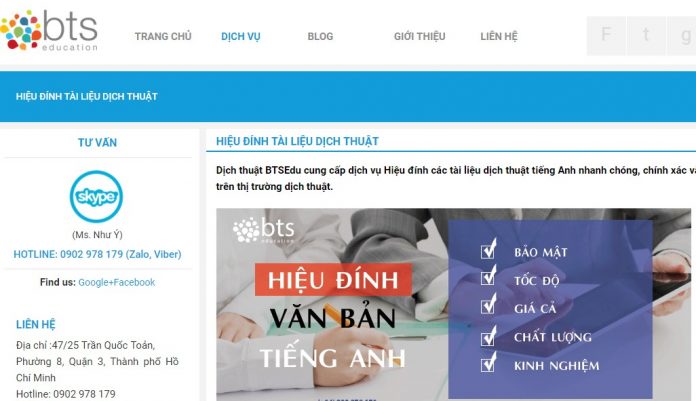 bts
education
TRANG CHỦ
DỊCH VỤ
BLOG
GIỚI THIỆU
LIÊN HỆ
F
t
g
HIỆU ĐÍNH TÀI LIỆU DỊCH THUẬT
TƯ VẤN
skype
(Ms. Như Ý)
HOTLINE: 0902 978 179 (Zalo, Viber)
Find us: Google+Facebook
LIÊN HỆ
Địa chỉ :47/25 Trần Quốc Toản,
Phường 8, Quận 3, Thành phố Hồ
Chí Minh
Hotline: 0902 978 179
HIỆU ĐÍNH TÀI LIỆU DỊCH THUẬT
Dịch thuật BTSEdu cung cấp dịch vụ Hiệu đính các tài liệu dịch thuật tiếng Anh nhanh chóng, chính xác
trên thị trường dịch thuật.
bts
education
HIỆU ĐÍNH
VĂN BẢN
TIẾNG ANH
BẢO MẬT
TỐC ĐỘ
GIÁ CẢ
CHẤT LƯỢNG
KINH NGHIỆM